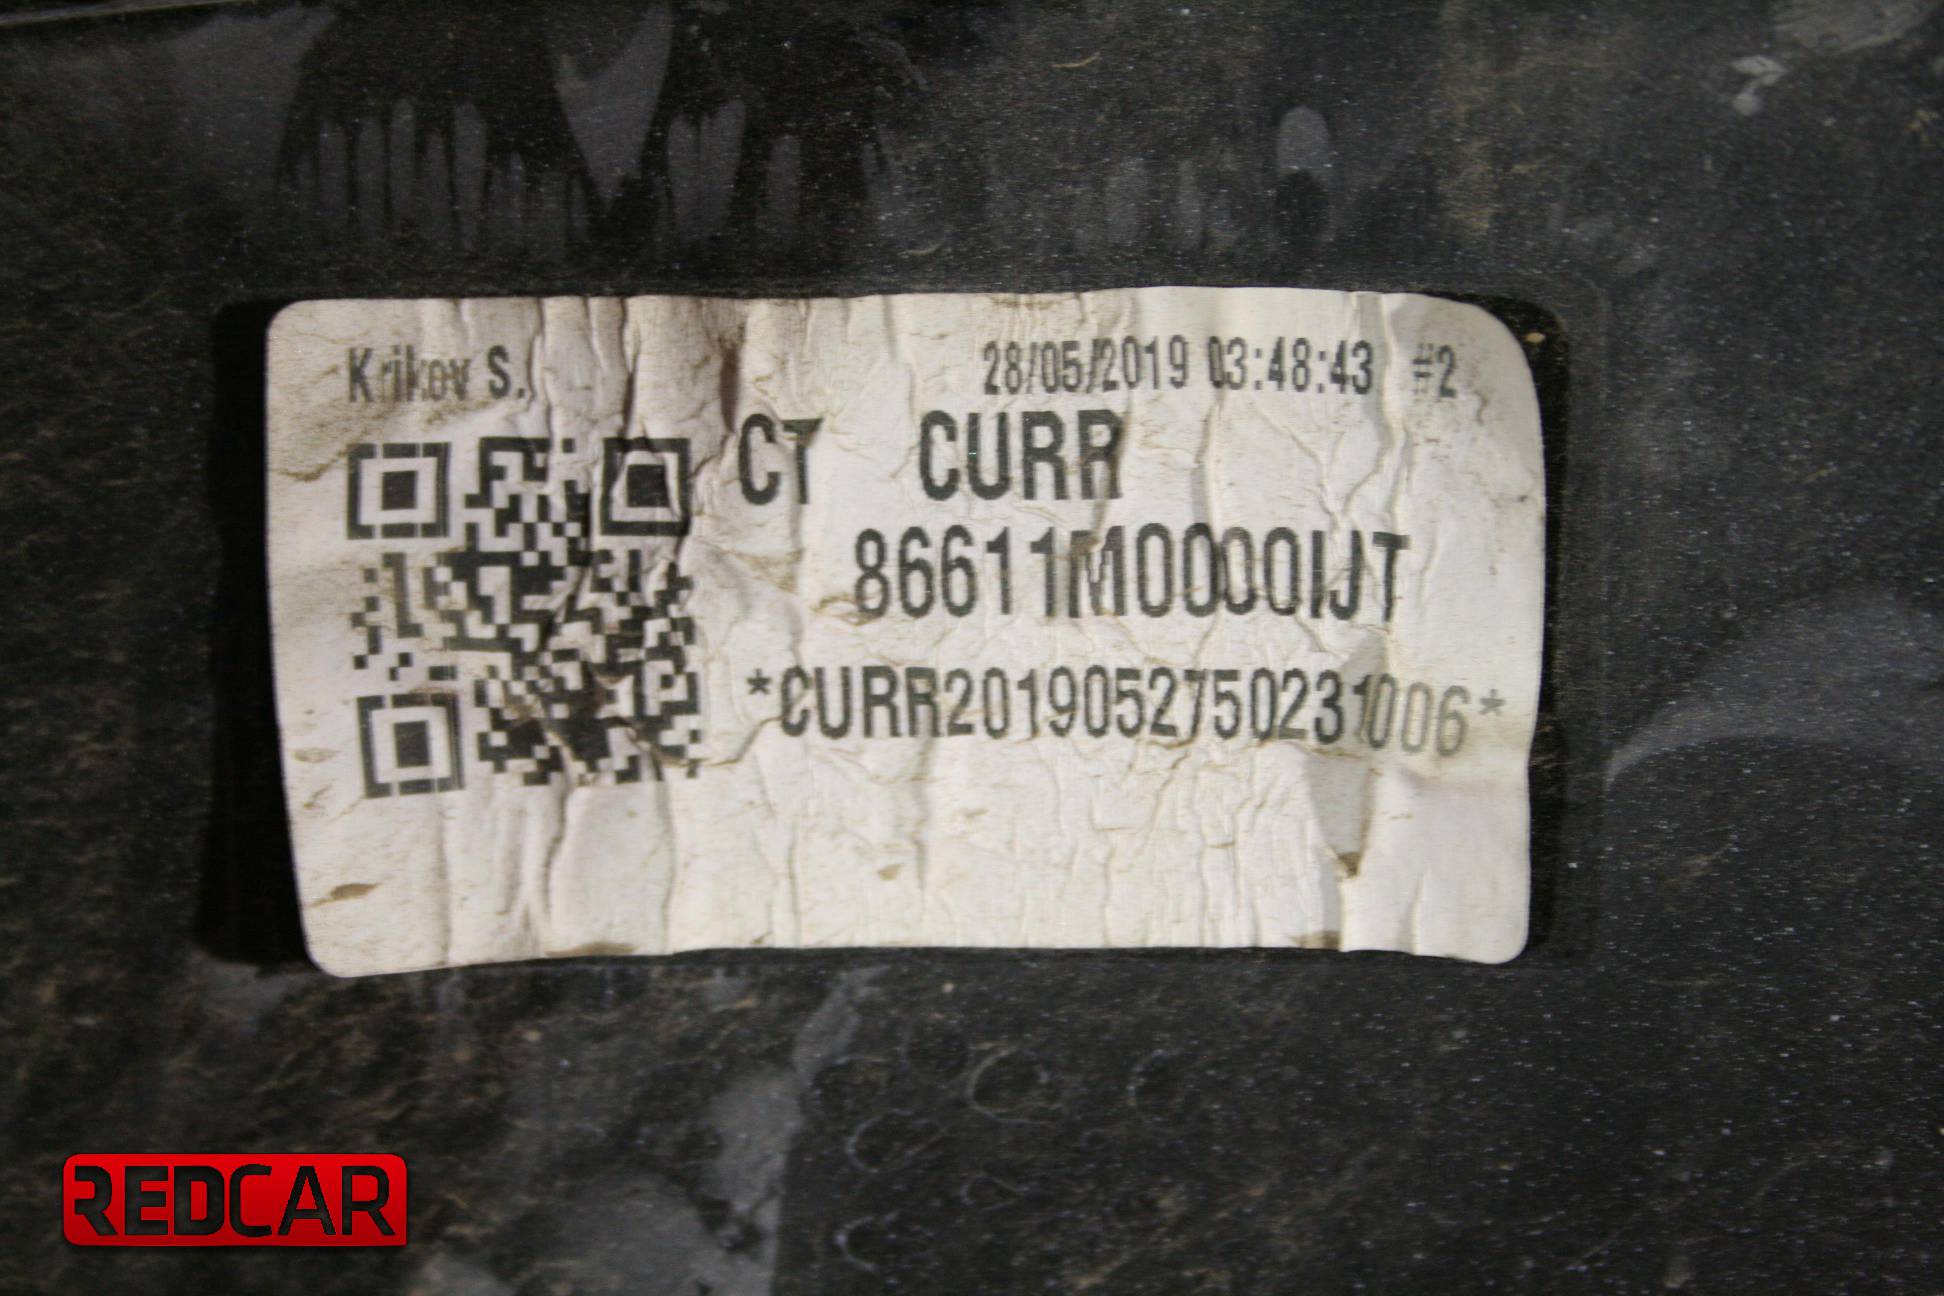 Krikov S. 28/05/2019 03:48:43 #2
CT CURR
86611M0000IJT
*CURR2019052750231006*
REDCAR